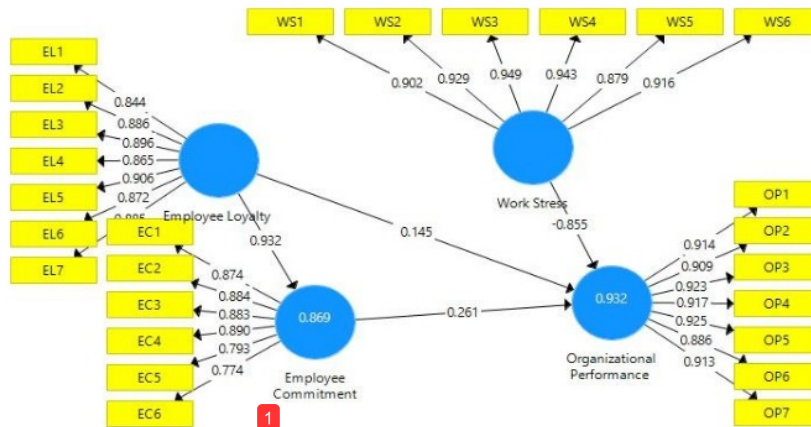 WS1 WS2 WS3 WS4 WS5 WS6
0.902 0.929 0.949 0.943 0.879 0.916
Work Stress
-0.855
EL1
EL2
EL3
EL4
EL5
EL6
EL7
0.844
0.886
0.896
0.865
0.906
0.872
Employee Loyalty
0.932
0.145
EC1
EC2
EC3
EC4
EC5
EC6
0.874
0.884
0.883
0.890
0.793
0.774
0.869
Employee
Commitment
0.261
0.932
Organizational
Performance
0.914
0.909
0.923
0.917
0.925
0.886
0.913
OP1
OP2
OP3
OP4
OP5
OP6
OP7
1